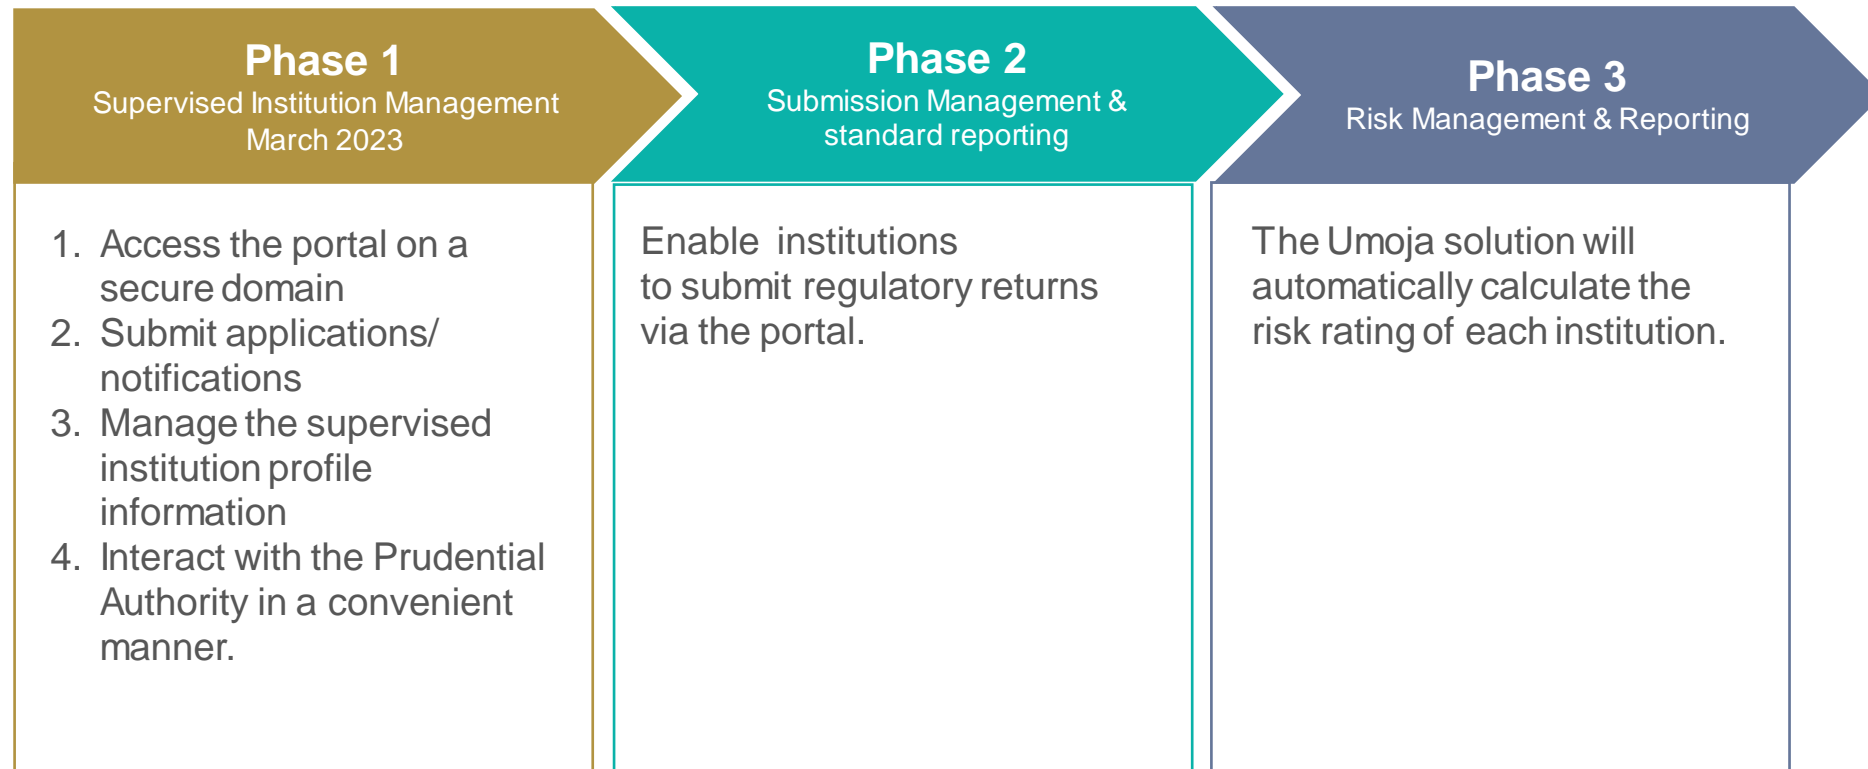 Phase 1
Supervised Institution Management
March 2023
1. Access the portal on a
secure domain
2. Submit applications/
notifications
3. Manage the supervised
institution profile
information
4. Interact with the Prudential
Authority in a convenient
manner.
Phase 2
Submission Management &
standard reporting
Enable institutions
to submit regulatory returns
via the portal.
Phase 3
Risk Management & Reporting
The Umoja solution will
automatically calculate the
risk rating of each institution.